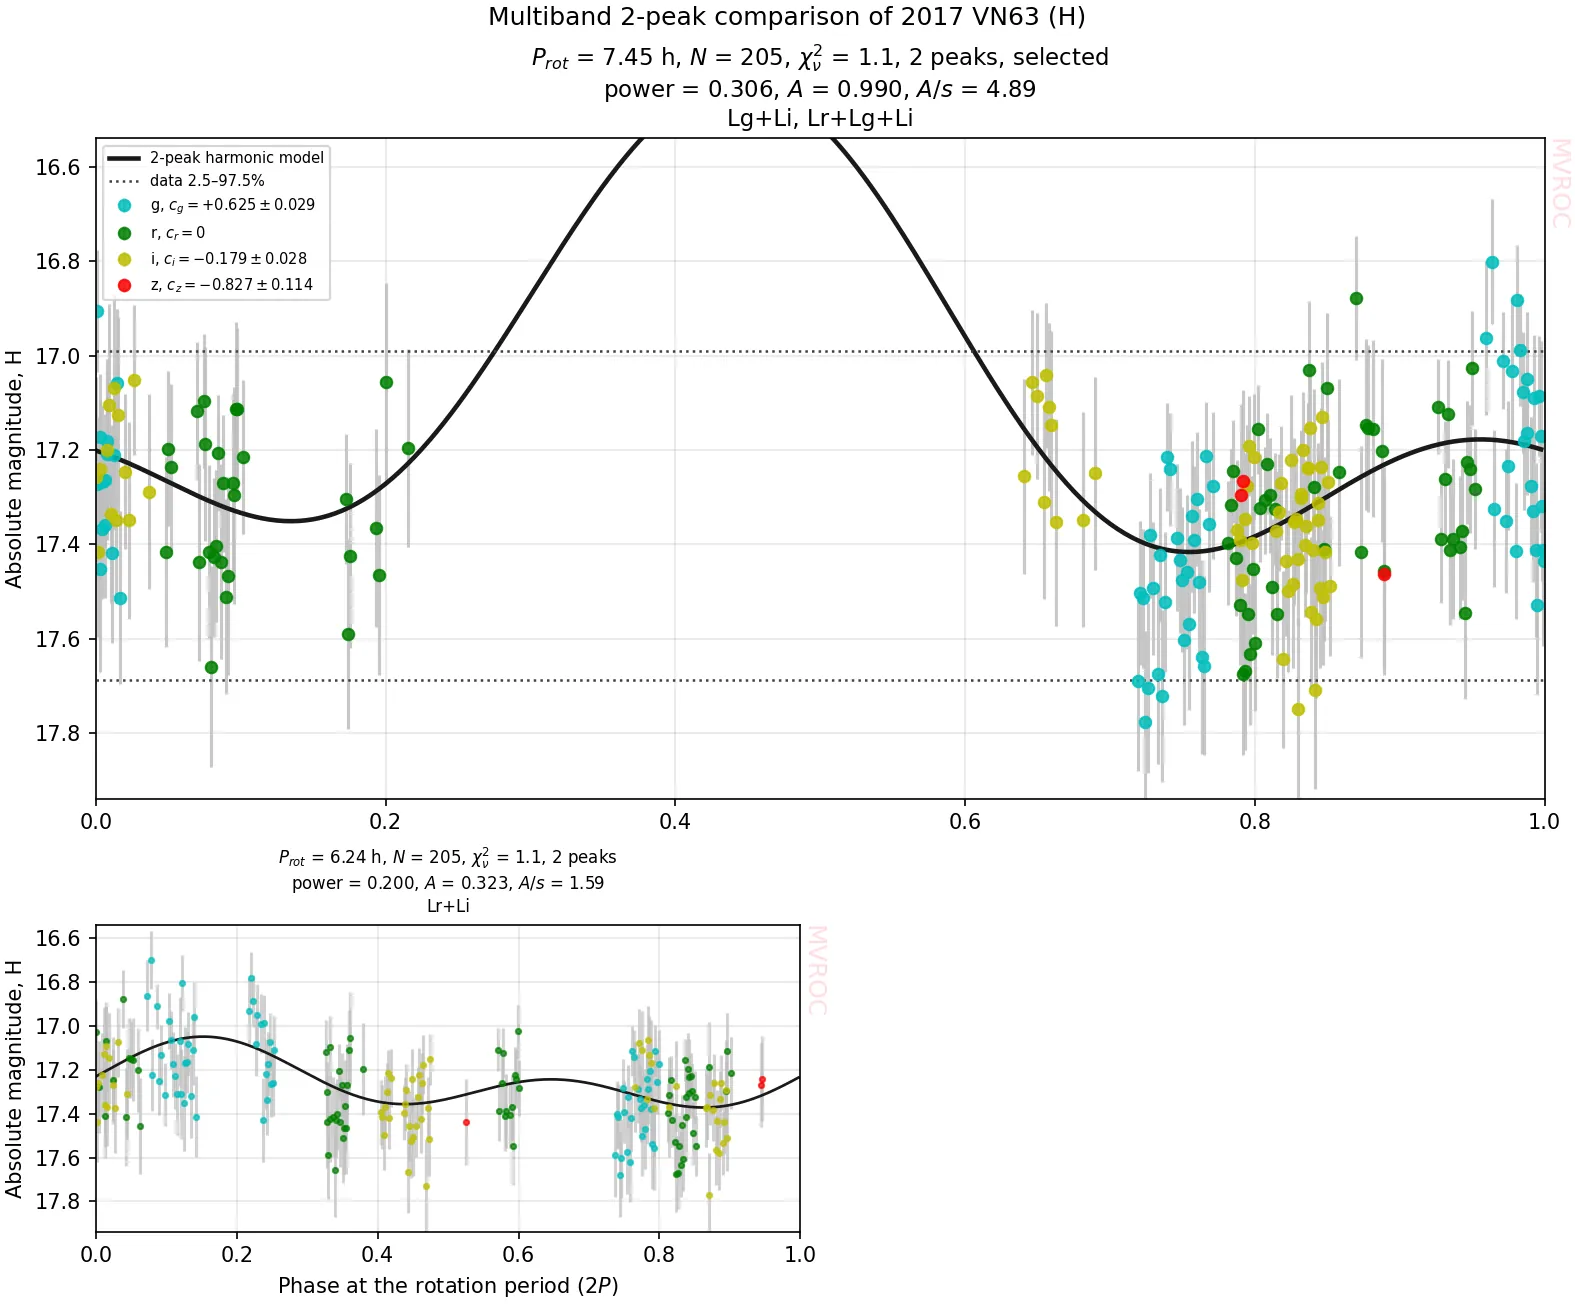 Multiband 2-peak comparison of 2017 VN63 (H)
P_rot = 7.45 h, N = 205, χ²_ν = 1.1, 2 peaks, selected
power = 0.306, A = 0.990, A/s = 4.89
Lg+Li, Lr+Lg+Li
2-peak harmonic model
data 2.5–97.5%
g, c_g = +0.625 ± 0.029
r, c_r = 0
i, c_i = −0.179 ± 0.028
z, c_z = −0.827 ± 0.114
MVROC
Absolute magnitude, H
16.6
16.8
17.0
17.2
17.4
17.6
17.8
0.0 0.2 0.4 0.6 0.8 1.0
P_rot = 6.24 h, N = 205, χ²_ν = 1.1, 2 peaks
power = 0.200, A = 0.323, A/s = 1.59
Lr+Li
MVROC
Absolute magnitude, H
16.6
16.8
17.0
17.2
17.4
17.6
17.8
0.0 0.2 0.4 0.6 0.8 1.0
Phase at the rotation period (2P)